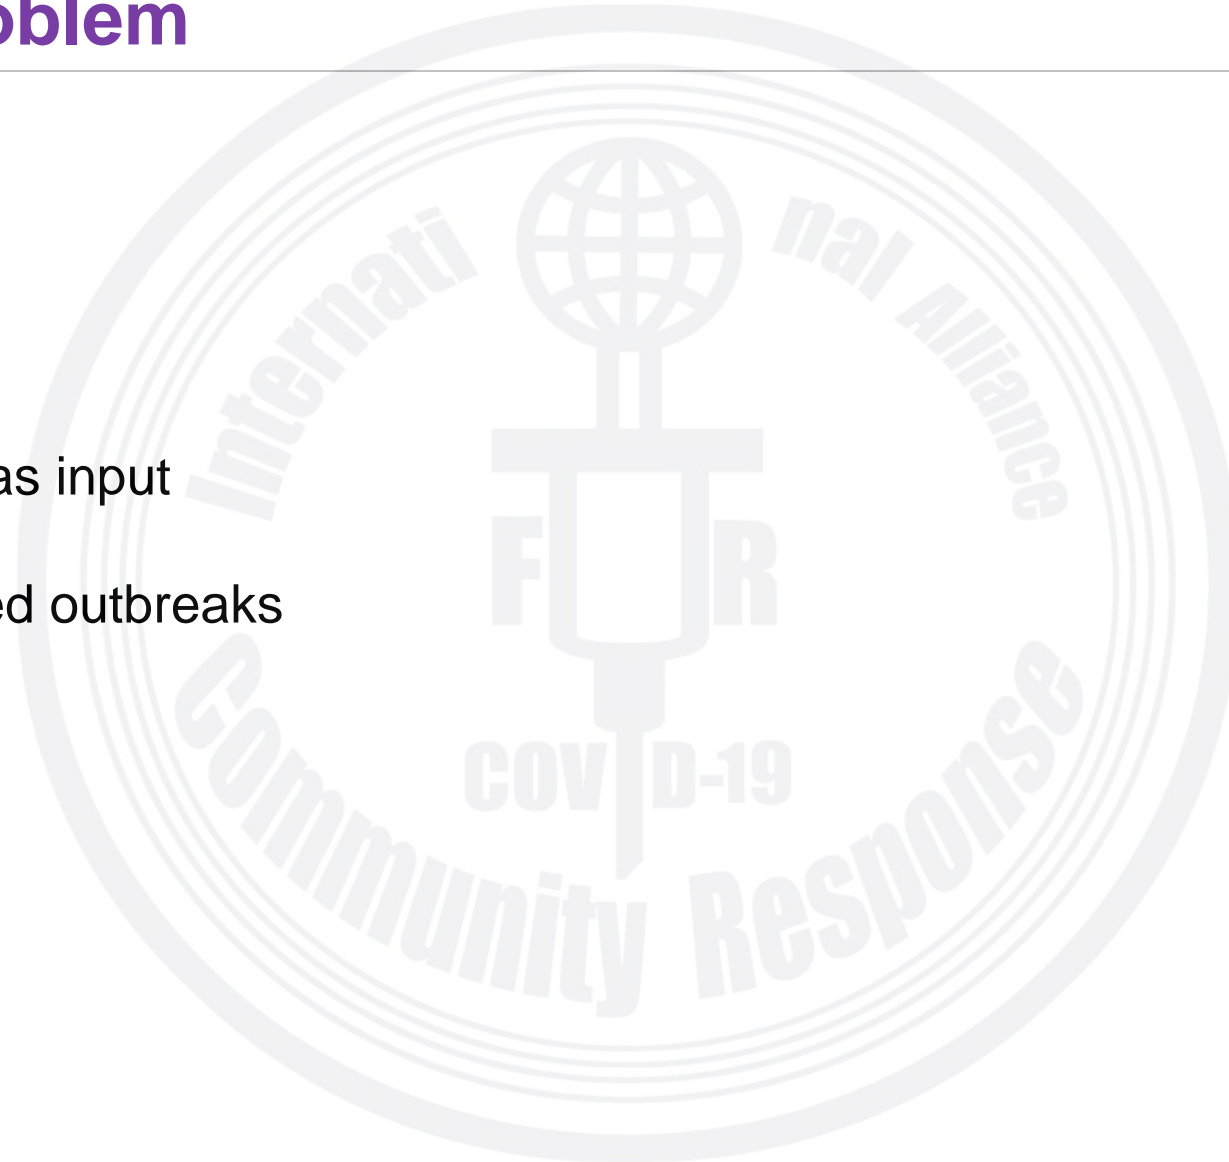 oblem
as input
ed outbreaks
Internati nal Alliance
F R
COV D-19
Community Response